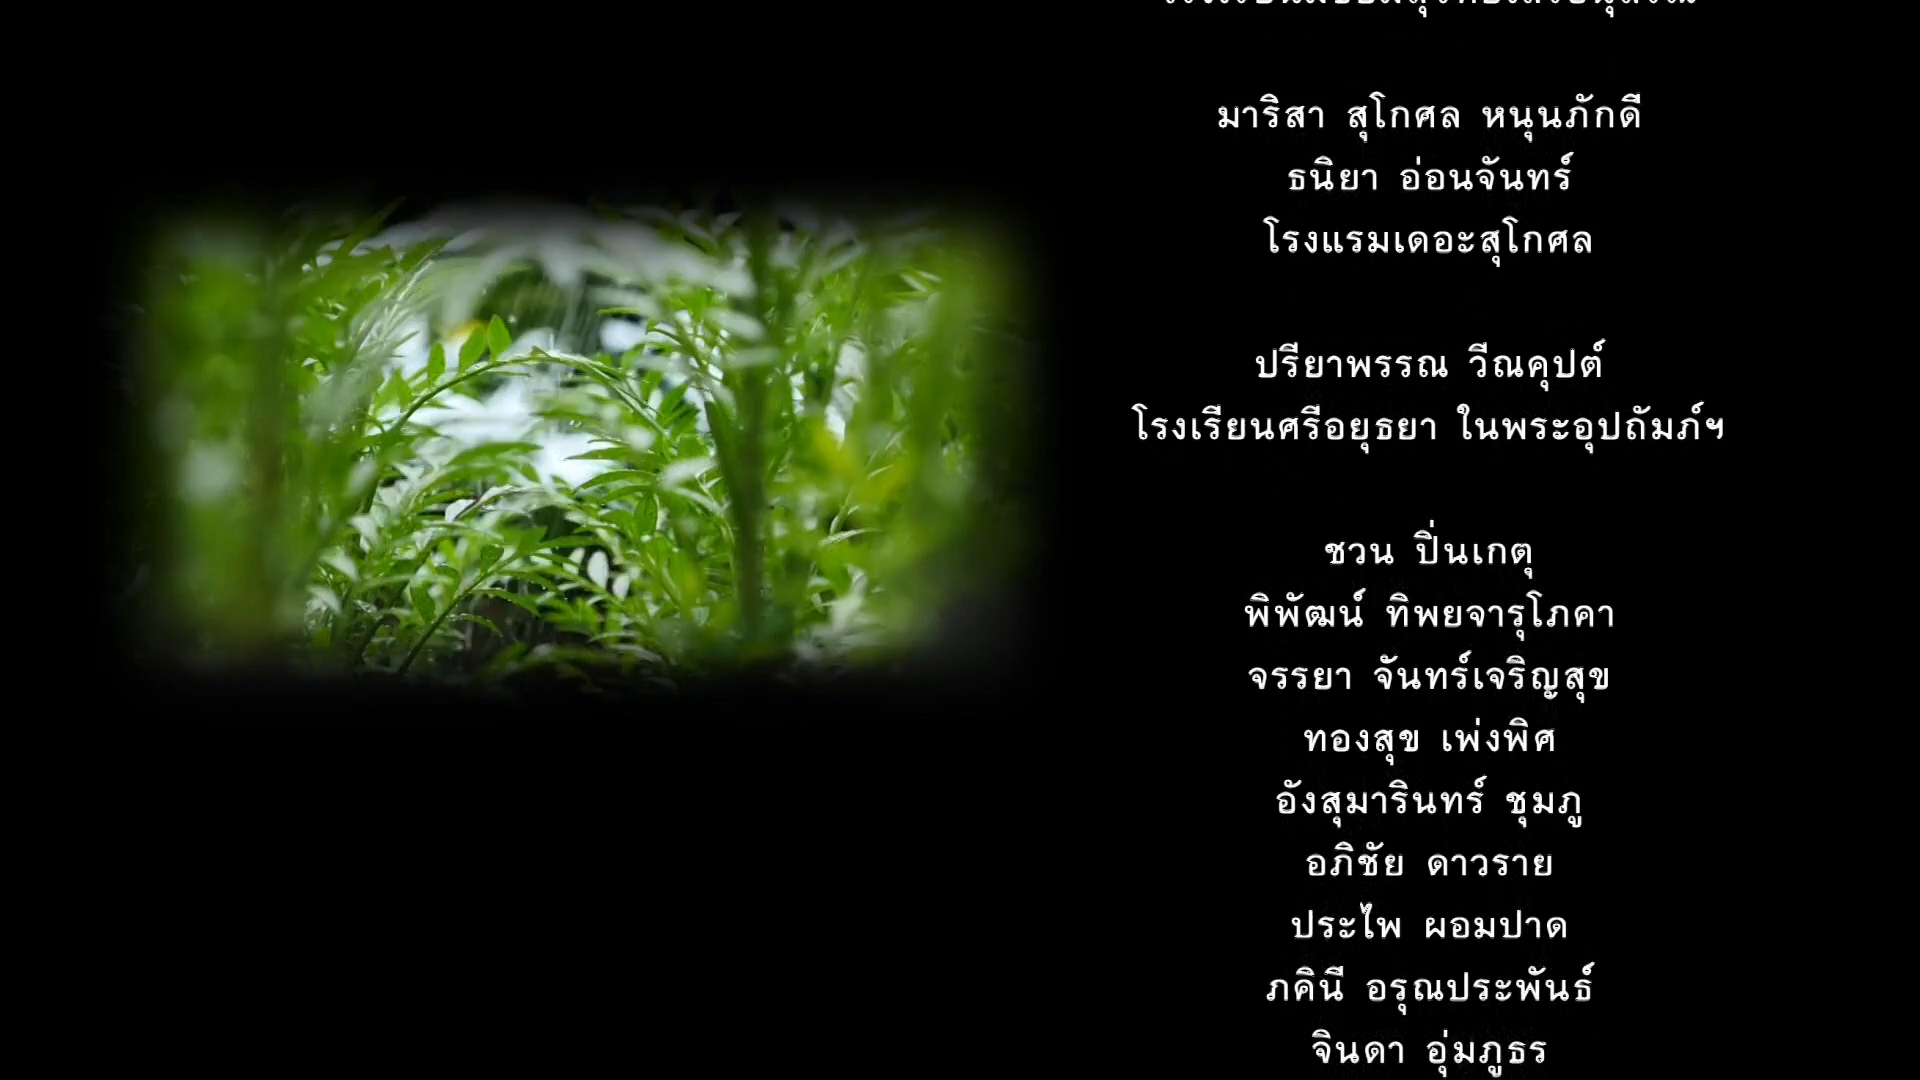 มาริสา สุโกศล หนุนภักดี
ธนิยา อ่อนจันทร์
โรงแรมเดอะสุโกศล
ปรียาพรรณ วีณคุปต์
โรงเรียนศรีอยุธยา ในพระอุปถัมภ์ฯ
ชวน ปิ่นเกตุ
พิพัฒน์ ทิพยจารุโภคา
จรรยา จันทร์เจริญสุข
ทองสุข เพ่งพิศ
อังสุมารินทร์ ชุมภู
อภิชัย ดาวราย
ประไพ ผอมปาด
ภคินี อรุณประพันธ์
จินดา อุ่มภูธร